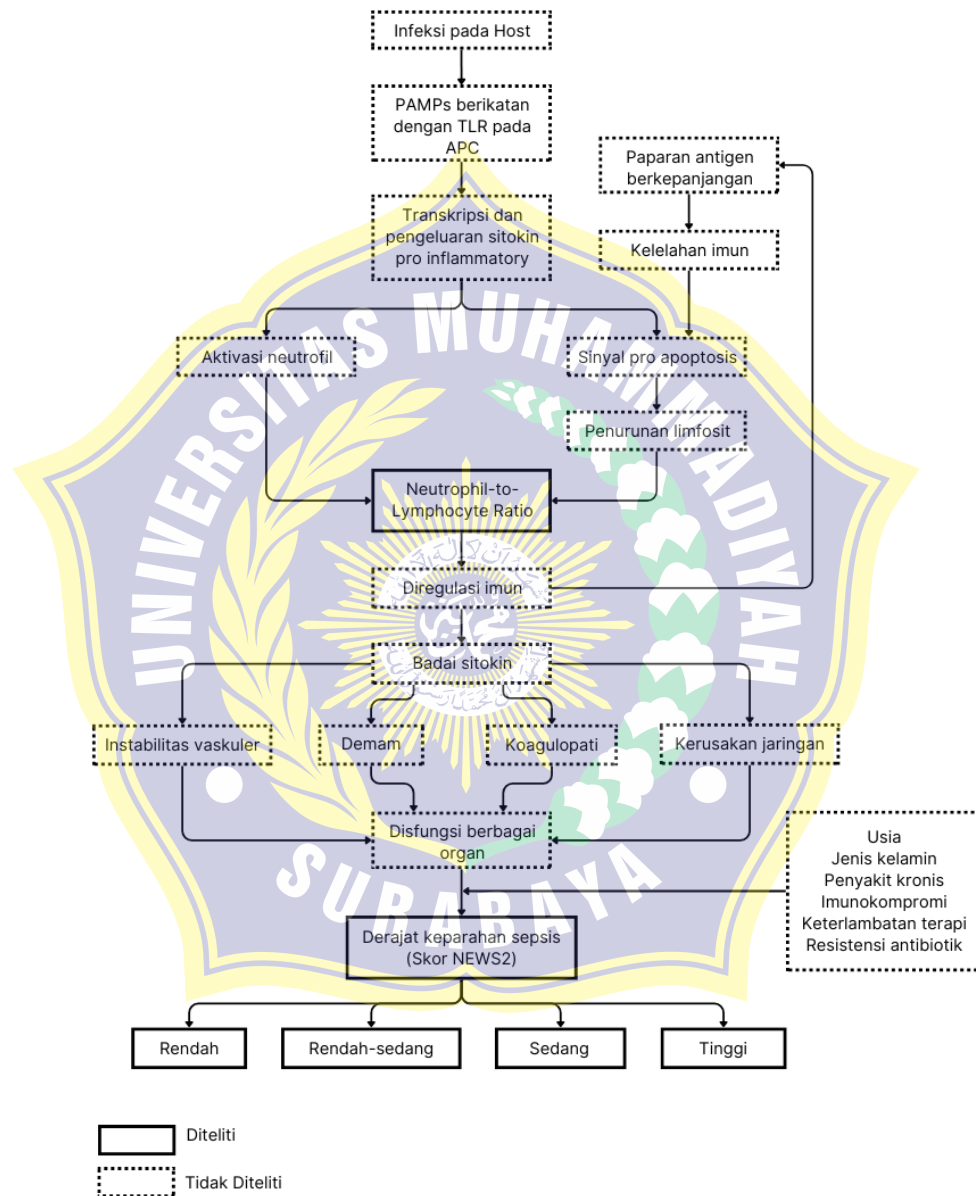 Infeksi pada Host
PAMPs berikatan
dengan TLR pada
APC
Paparan antigen
berkepanjangan
Transkripsi dan
pengeluaran sitokin
pro inflammatory
Kelelahan imun
Aktivasi neutrofil
Sinyal pro apoptosis
Penurunan limfosit
Neutrophil-to-
Lymphocyte Ratio
Diregulasi imun
Badai sitokin
Instabilitas vaskuler
Demam
Koagulopati
Kerusakan jaringan
Disfungsi berbagai
organ
Usia
Jenis kelamin
Penyakit kronis
Imunokompromi
Keterlambatan terapi
Resistensi antibiotik
Derajat keparahan sepsis
(Skor NEWS2)
Rendah
Rendah-sedang
Sedang
Tinggi
Diteliti
Tidak Diteliti
UNIVERSITAS MUHAMMADIYAH
SURABAYA